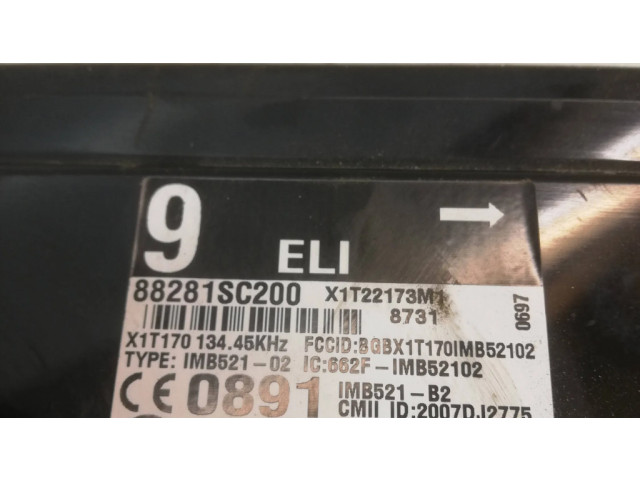 9
ELI
88281SC200 X1T22173M1
8731
0697
X1T170 134.45KHz FCCID:BGBX1T170IMB52102
TYPE: IMB521-02 IC:662F-IMB52102
CE 0891 IMB521-B2
CMII ID:2007DJ2775